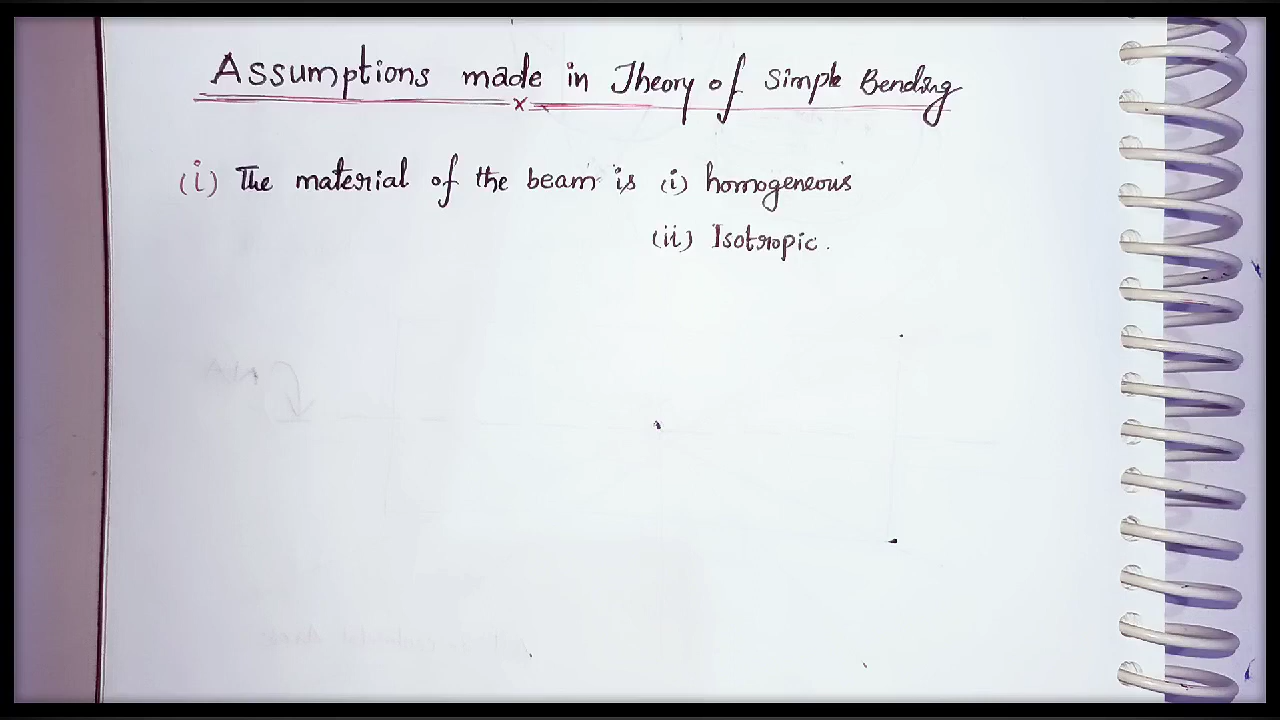 Assumptions made in Theory of Simple Bending
x
(i) The material of the beam is (i) homogeneous
(ii) Isotropic.